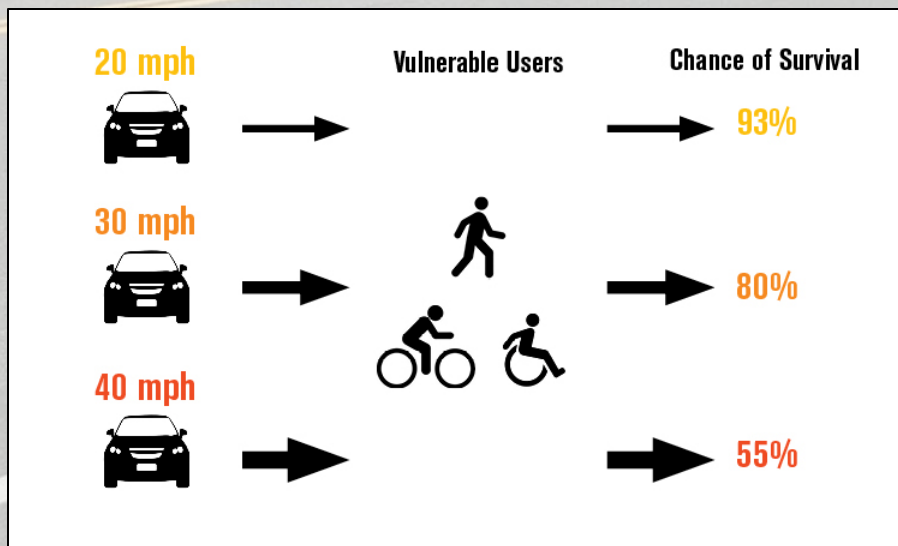 20 mph
Vulnerable Users
Chance of Survival
93%
30 mph
80%
40 mph
55%